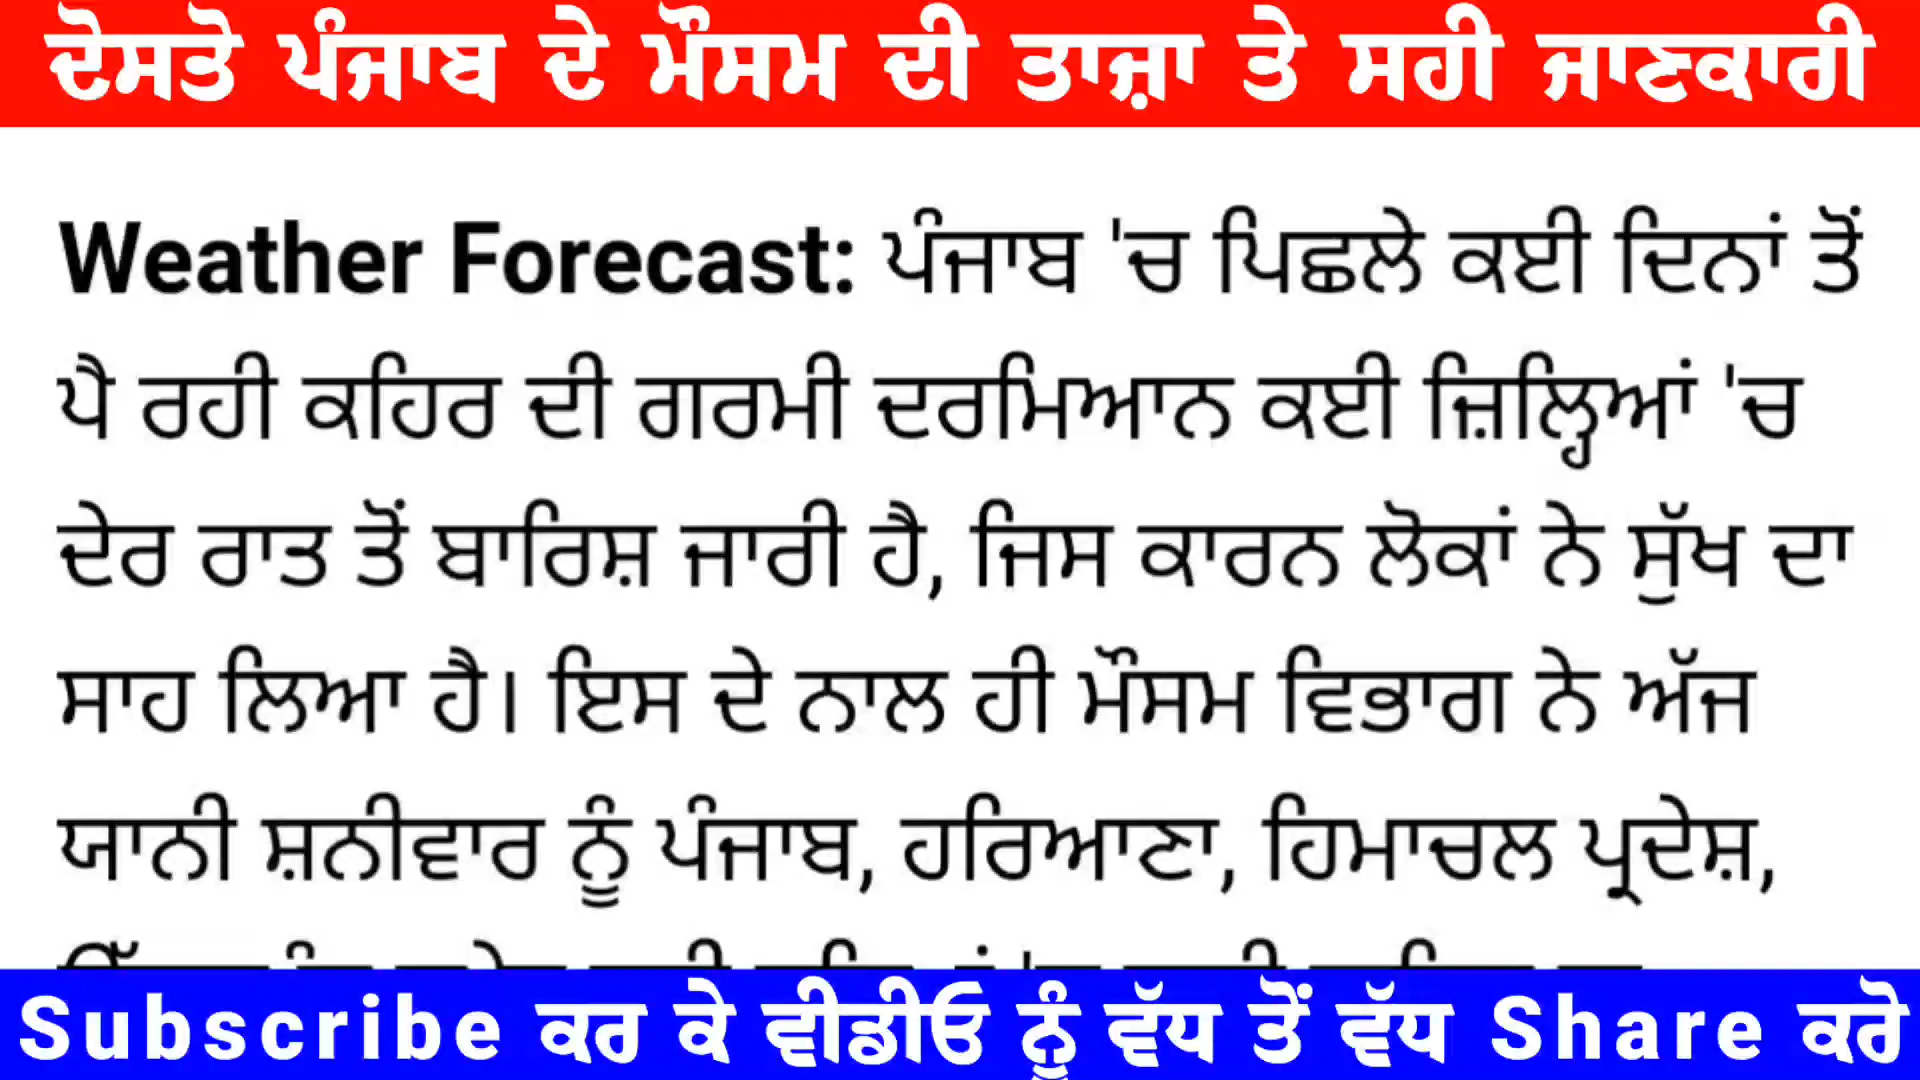 ਦੋਸਤੋ ਪੰਜਾਬ ਦੇ ਮੌਸਮ ਦੀ ਤਾਜ਼ਾ ਤੇ ਸਹੀ ਜਾਣਕਾਰੀ
Weather Forecast: ਪੰਜਾਬ 'ਚ ਪਿਛਲੇ ਕਈ ਦਿਨਾਂ ਤੋਂ
ਪੈ ਰਹੀ ਕਹਿਰ ਦੀ ਗਰਮੀ ਦਰਮਿਆਨ ਕਈ ਜ਼ਿਲ੍ਹਿਆਂ 'ਚ
ਦੇਰ ਰਾਤ ਤੋਂ ਬਾਰਿਸ਼ ਜਾਰੀ ਹੈ, ਜਿਸ ਕਾਰਨ ਲੋਕਾਂ ਨੇ ਸੁੱਖ ਦਾ
ਸਾਹ ਲਿਆ ਹੈ। ਇਸ ਦੇ ਨਾਲ ਹੀ ਮੌਸਮ ਵਿਭਾਗ ਨੇ ਅੱਜ
ਯਾਨੀ ਸ਼ਨੀਵਾਰ ਨੂੰ ਪੰਜਾਬ, ਹਰਿਆਣਾ, ਹਿਮਾਚਲ ਪ੍ਰਦੇਸ਼,
Subscribe ਕਰ ਕੇ ਵੀਡੀਓ ਨੂੰ ਵੱਧ ਤੋਂ ਵੱਧ Share ਕਰੋ